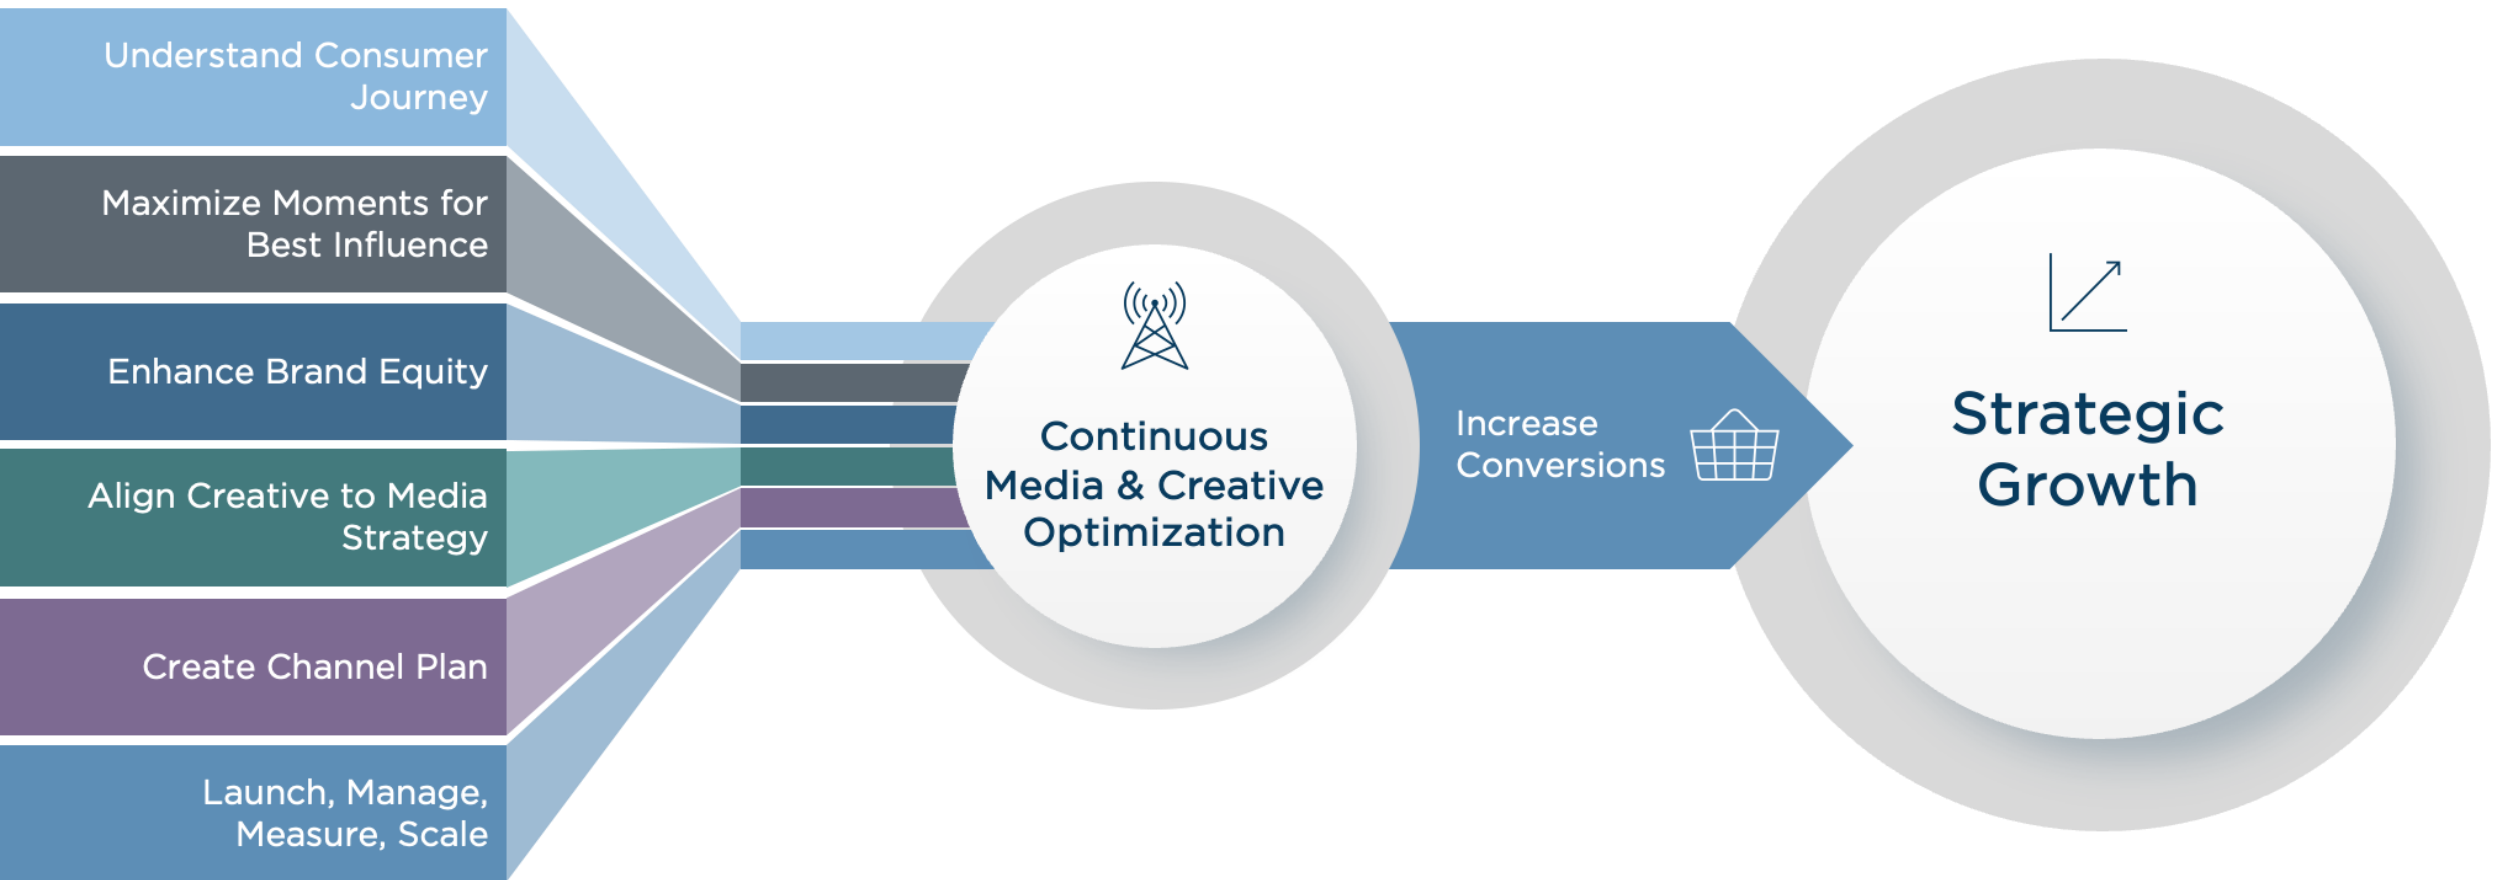 Understand Consumer
Journey
Maximize Moments for
Best Influence
Enhance Brand Equity
Align Creative to Media
Strategy
Create Channel Plan
Launch, Manage,
Measure, Scale
Continuous
Media & Creative
Optimization
Increase
Conversions
Strategic
Growth